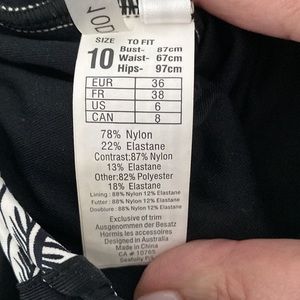 SIZE TO FIT
10 Bust- 87cm
Waist- 67cm
Hips- 97cm
EUR 36
FR 38
US 6
CAN 8
78% Nylon
22% Elastane
Contrast:87% Nylon
13% Elastane
Other:82% Polyester
18% Elastane
Lining : 88% Nylon 12% Elastane
Futter : 88% Nylon 12% Elastane
Doublure : 88% Nylon 12% Elastane
Exclusive of trim
Ausgenommen der Besatz
Hormis les accessoires
Designed in Australia
Made in China
CA # 10765
Seafolly